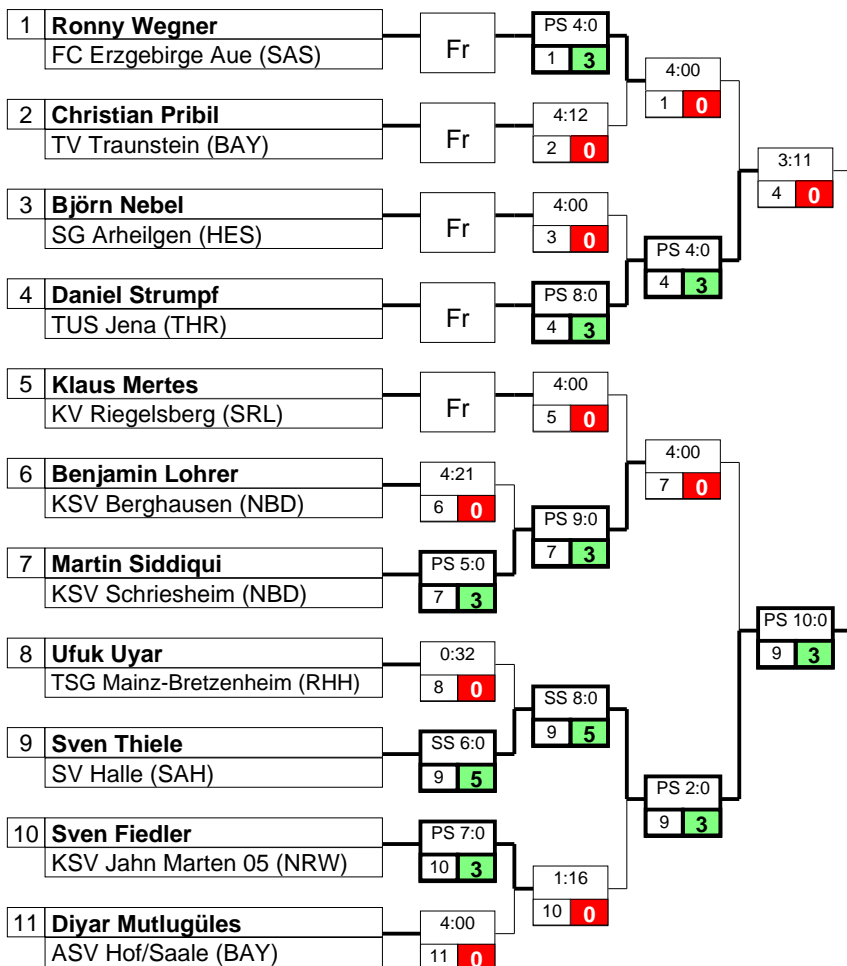 1 Ronny Wegner
FC Erzgebirge Aue (SAS)
Fr
PS 4:0
1 3
4:00
1 0
2 Christian Pribil
TV Traunstein (BAY)
Fr
4:12
2 0
3:11
4 0
3 Björn Nebel
SG Arheilgen (HES)
Fr
4:00
3 0
PS 4:0
4 3
4 Daniel Strumpf
TUS Jena (THR)
Fr
PS 8:0
4 3
5 Klaus Mertes
KV Riegelsberg (SRL)
Fr
4:00
5 0
4:00
7 0
6 Benjamin Lohrer
KSV Berghausen (NBD)
4:21
6 0
PS 9:0
7 3
7 Martin Siddiqui
KSV Schriesheim (NBD)
PS 5:0
7 3
PS 10:0
9 3
8 Ufuk Uyar
TSG Mainz-Bretzenheim (RHH)
0:32
8 0
SS 8:0
9 5
9 Sven Thiele
SV Halle (SAH)
SS 6:0
9 5
PS 2:0
9 3
10 Sven Fiedler
KSV Jahn Marten 05 (NRW)
PS 7:0
10 3
1:16
10 0
11 Diyar Mutlugüles
ASV Hof/Saale (BAY)
4:00
11 0